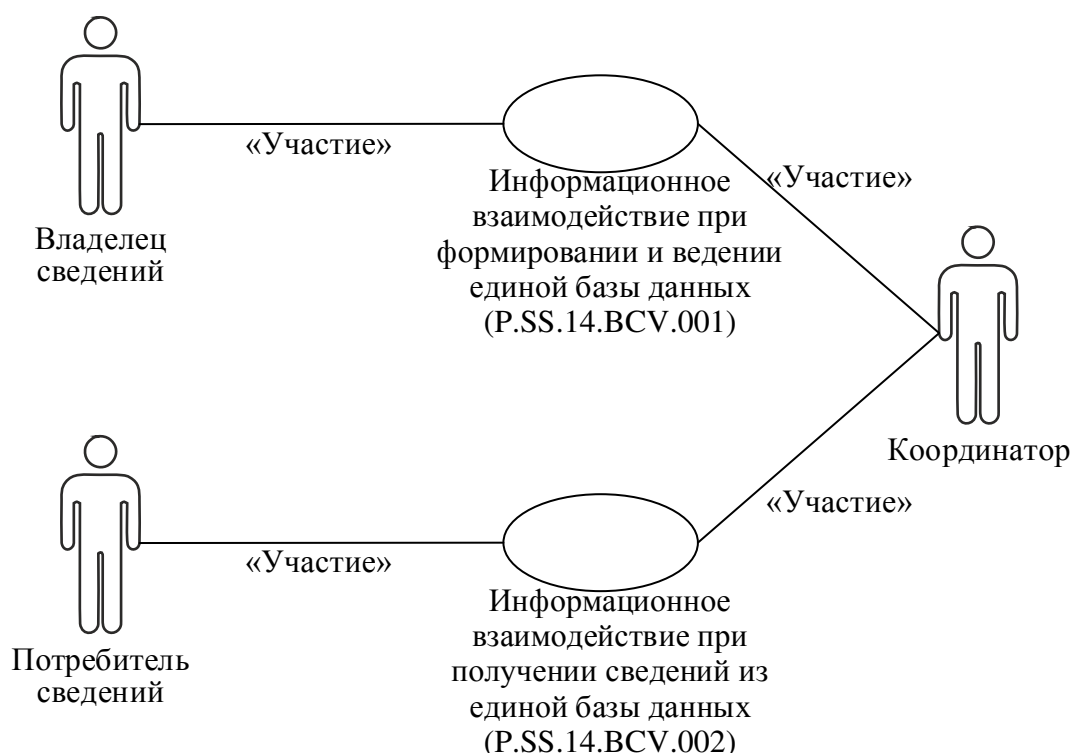 «Участие»
Информационное
взаимодействие при
формировании и ведении
единой базы данных
(P.SS.14.BCV.001)
«Участие»
Владелец
сведений
Координатор
«Участие»
«Участие»
Информационное
взаимодействие при
получении сведений из
единой базы данных
(P.SS.14.BCV.002)
Потребитель
сведений